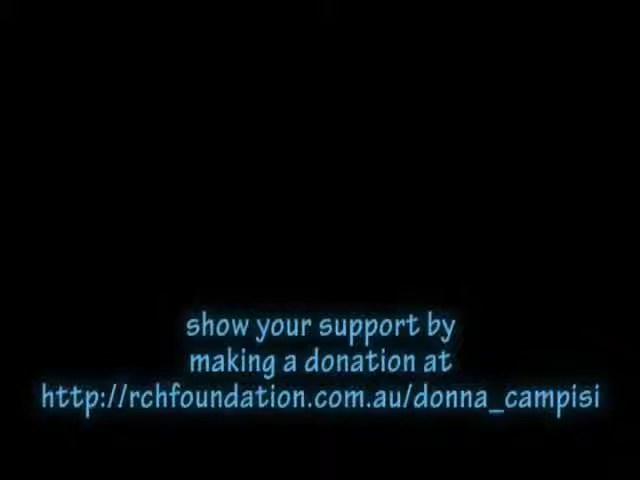 show your support by
making a donation at
http://rchfoundation.com.au/donna_campisi